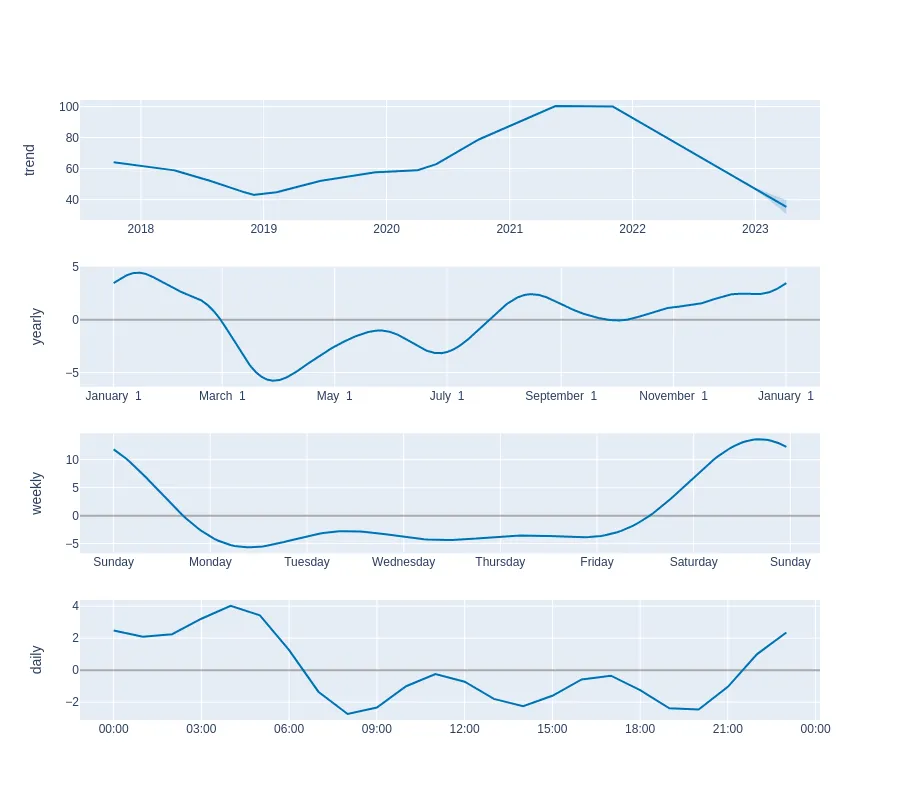 trend
100
80
60
40
2018 2019 2020 2021 2022 2023
yearly
5
0
−5
January 1 March 1 May 1 July 1 September 1 November 1 January 1
weekly
10
5
0
−5
Sunday Monday Tuesday Wednesday Thursday Friday Saturday Sunday
daily
4
2
0
−2
00:00 03:00 06:00 09:00 12:00 15:00 18:00 21:00 00:00